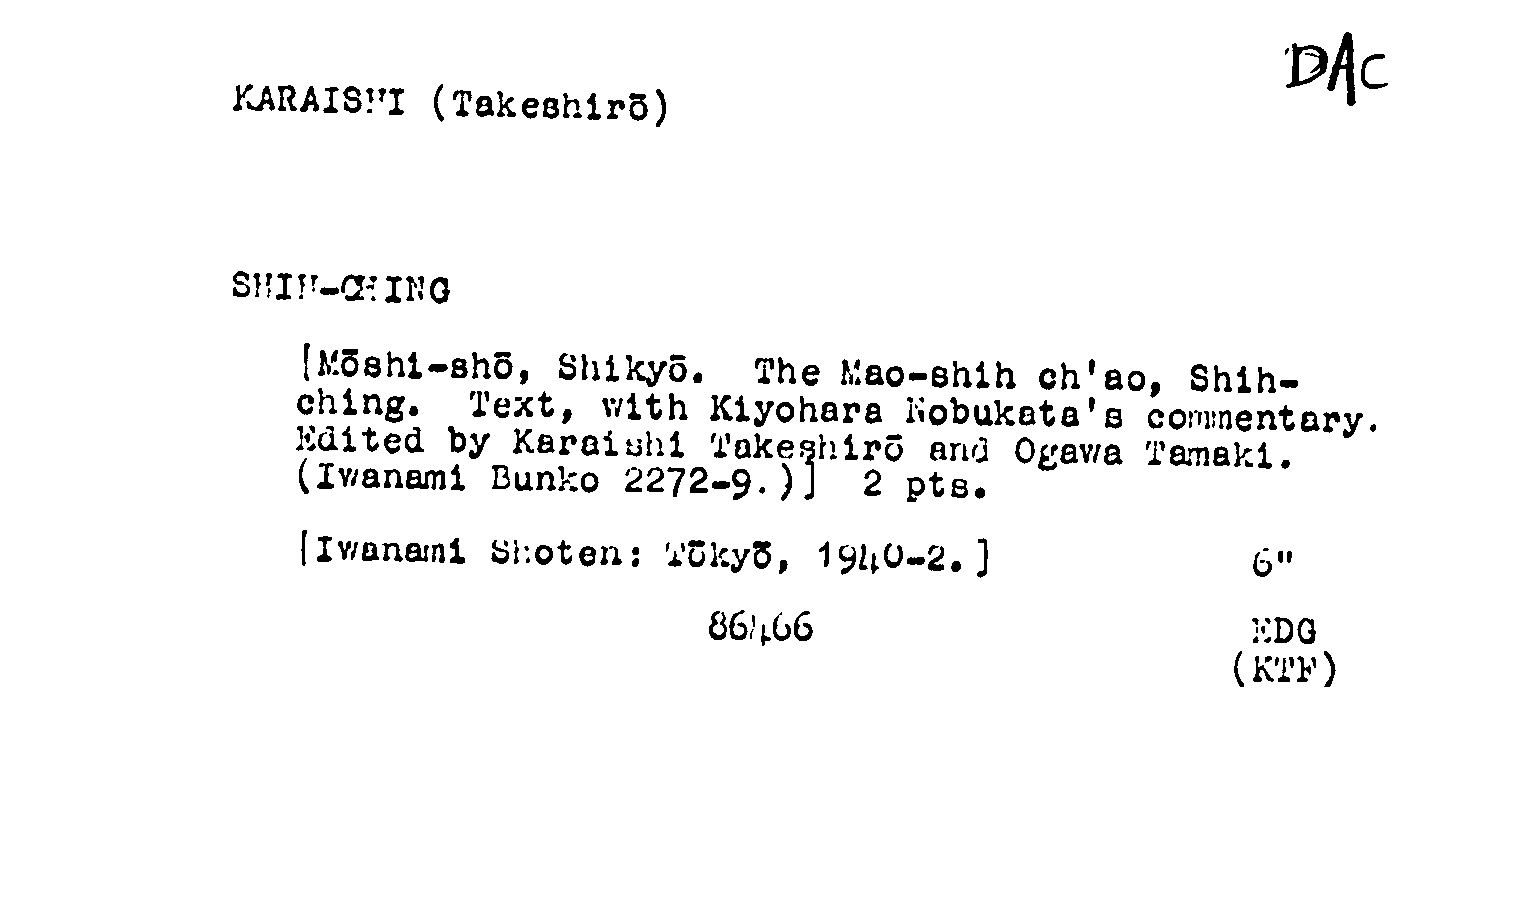 DAC
KARAISHI (Takeshirō)
SHIH-CHING
[Mōshi-shō, Shikyō. The Mao-shih ch'ao, Shih-
ching. Text, with Kiyohara Nobukata's commentary.
Edited by Karaishi Takeshirō and Ogawa Tamaki.
(Iwanami Bunko 2272-9.)] 2 pts.
[Iwanami Shoten: Tōkyō, 1940-2.] 6"
86466 EDG
(KTF)